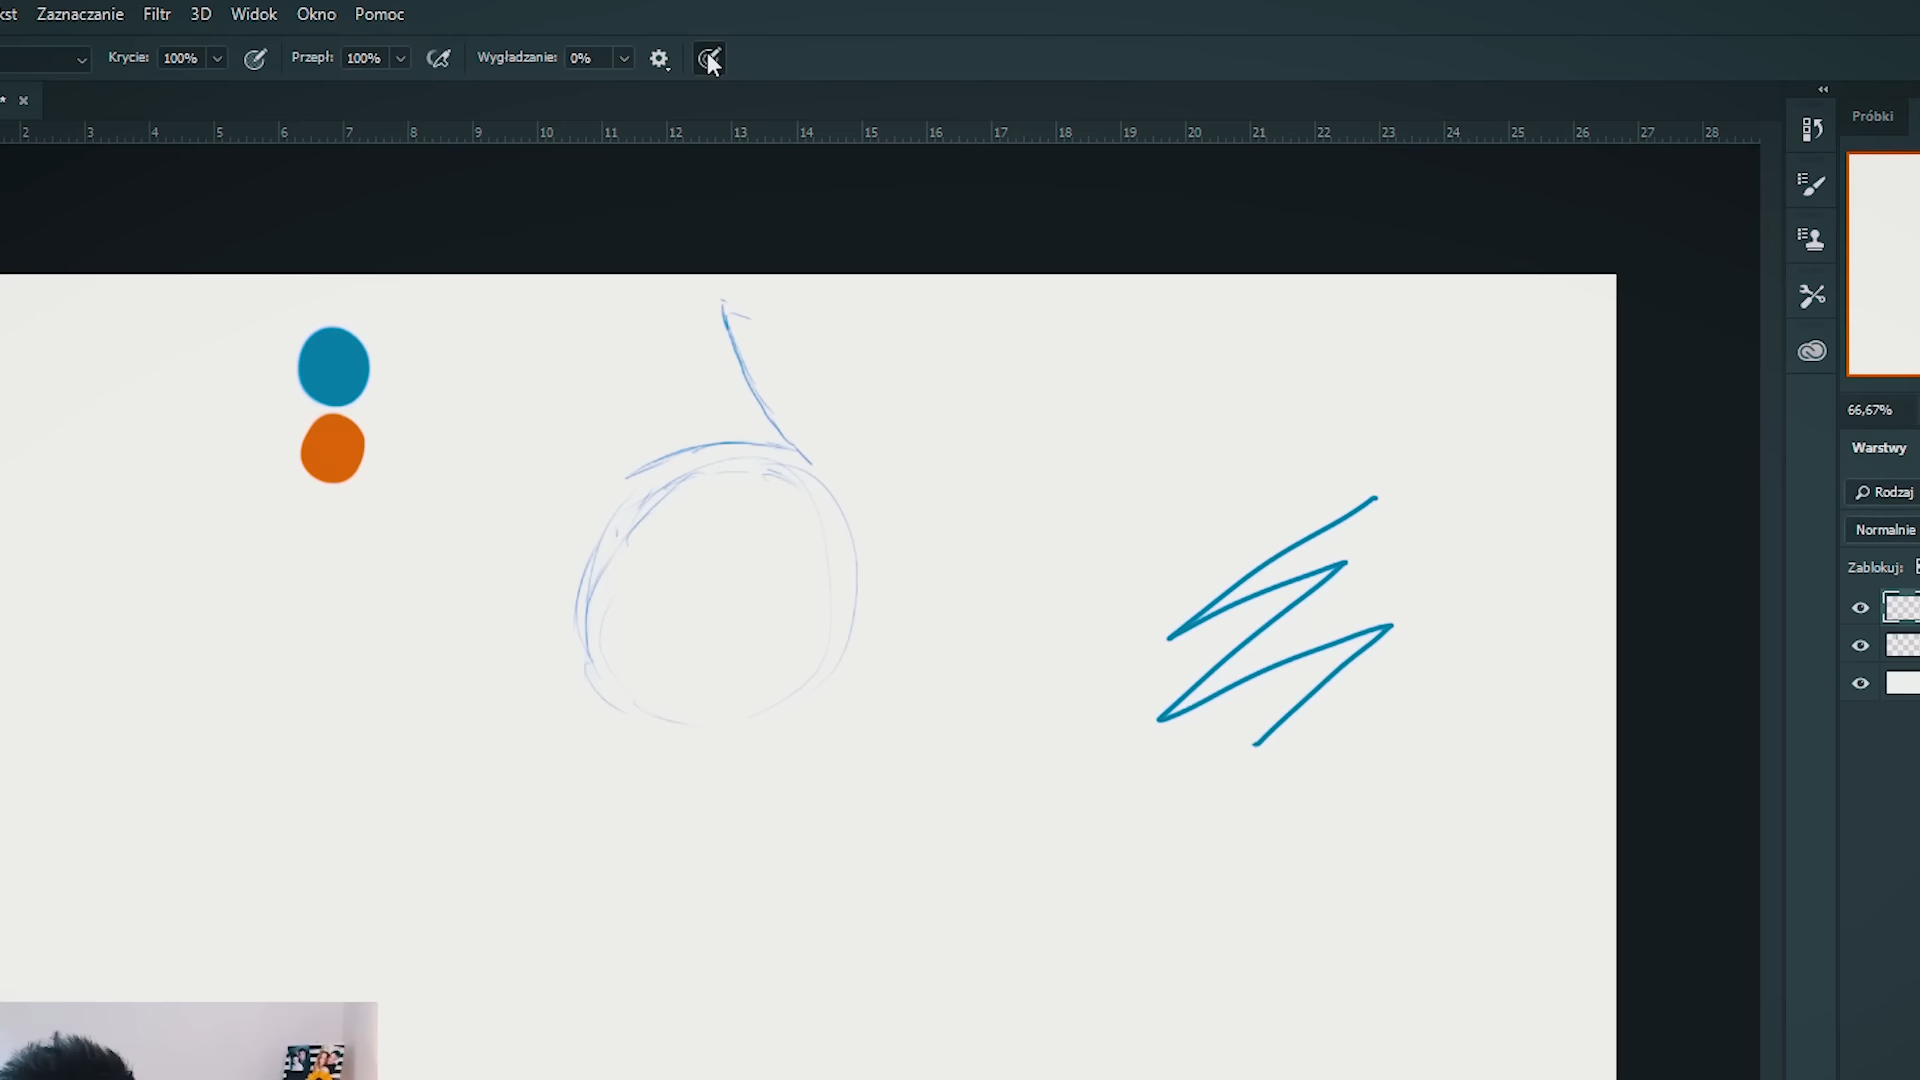 kst Zaznaczanie Filtr 3D Widok Okno Pomoc
Krycie: 100% Przepł: 100% Wygładzanie: 0%
* ×
2 3 4 5 6 7 8 9 10 11 12 13 14 15 16 17 18 19 20 21 22 23 24 25 26 27 28
Próbki
66,67%
Warstwy
Rodzaj
Normalnie
Zablokuj: